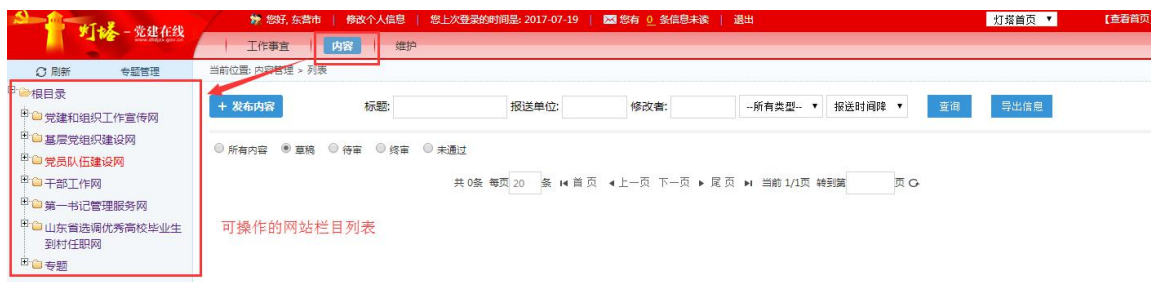 灯塔 - 党建在线
www.dtdjzx.gov.cn
您好, 东营市 | 修改个人信息 | 您上次登录的时间是: 2017-07-19 | 您有 0 条信息未读 | 退出
灯塔首页 ▼
【查看首页
工作事宜 | 内容 | 维护
刷新 专题管理
当前位置: 内容管理 > 列表
根目录
党建和组织工作宣传网
基层党组织建设网
党员队伍建设网
干部工作网
第一书记管理服务网
山东省选调优秀高校毕业生
到村任职网
专题
+ 发布内容 标题: 报送单位: 修改者: --所有类型-- ▼ 报送时间降 ▼ 查询 导出信息
所有内容 草稿 待审 终审 未通过
共 0条 每页 20 条 首 页 上一页 下一页 尾 页 当前 1/1页 转到第 页
可操作的网站栏目列表